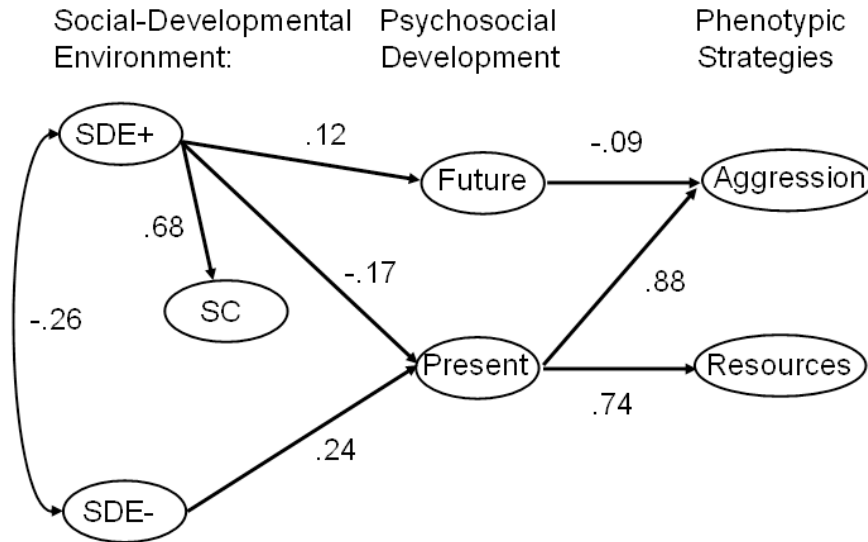 Social-Developmental
Environment:
Psychosocial
Development
Phenotypic
Strategies
SDE+
.12
Future
-.09
Aggression
.68
-.17
.88
SC
-.26
Present
.74
Resources
.24
SDE-